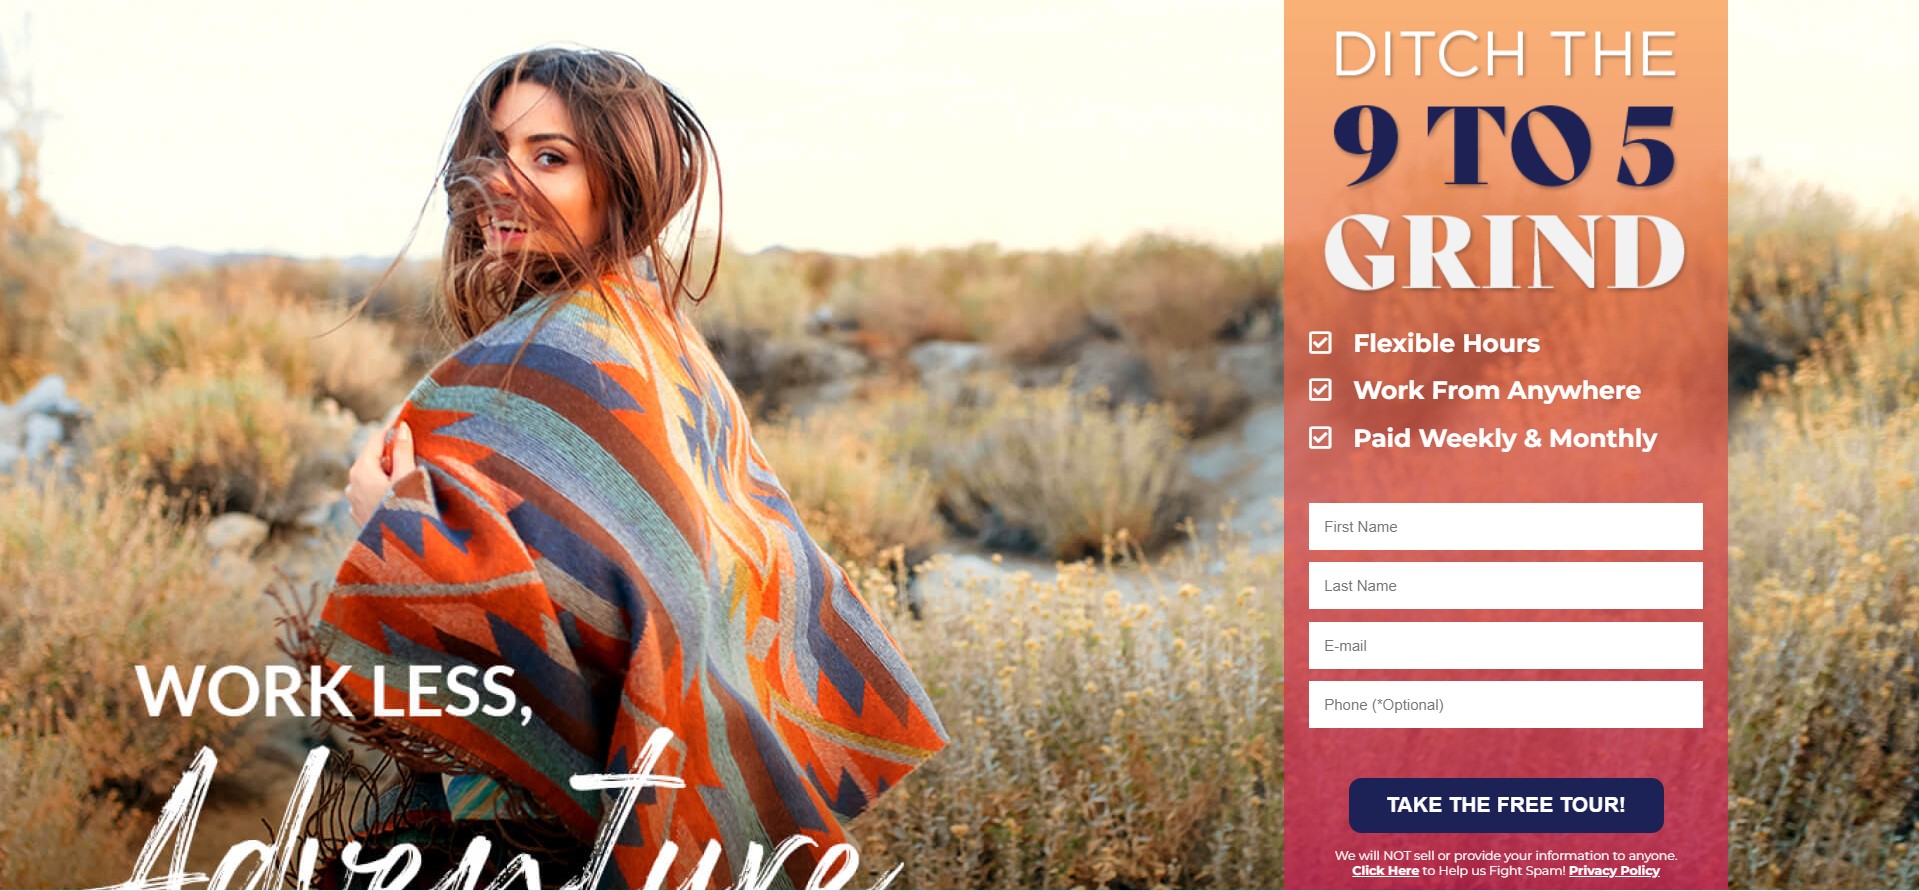 WORK LESS,
Adventure
DITCH THE
9 TO 5
GRIND
Flexible Hours
Work From Anywhere
Paid Weekly & Monthly
First Name
Last Name
E-mail
Phone (*Optional)
TAKE THE FREE TOUR!
We will NOT sell or provide your information to anyone.
Click Here to Help us Fight Spam! Privacy Policy